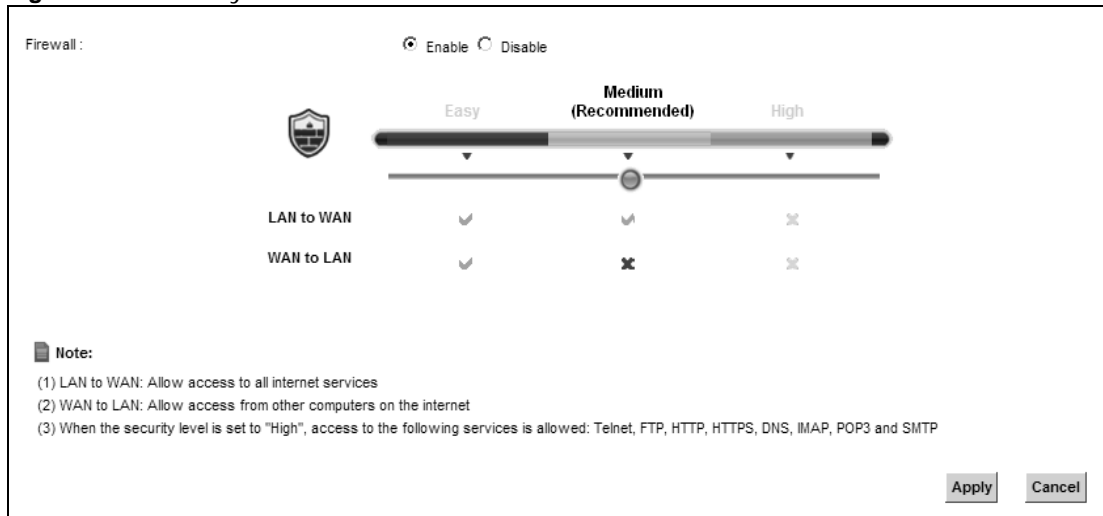 Firewall :
Enable Disable
Easy
Medium
(Recommended)
High
LAN to WAN
WAN to LAN
Note:
(1) LAN to WAN: Allow access to all internet services
(2) WAN to LAN: Allow access from other computers on the internet
(3) When the security level is set to "High", access to the following services is allowed: Telnet, FTP, HTTP, HTTPS, DNS, IMAP, POP3 and SMTP
Apply Cancel